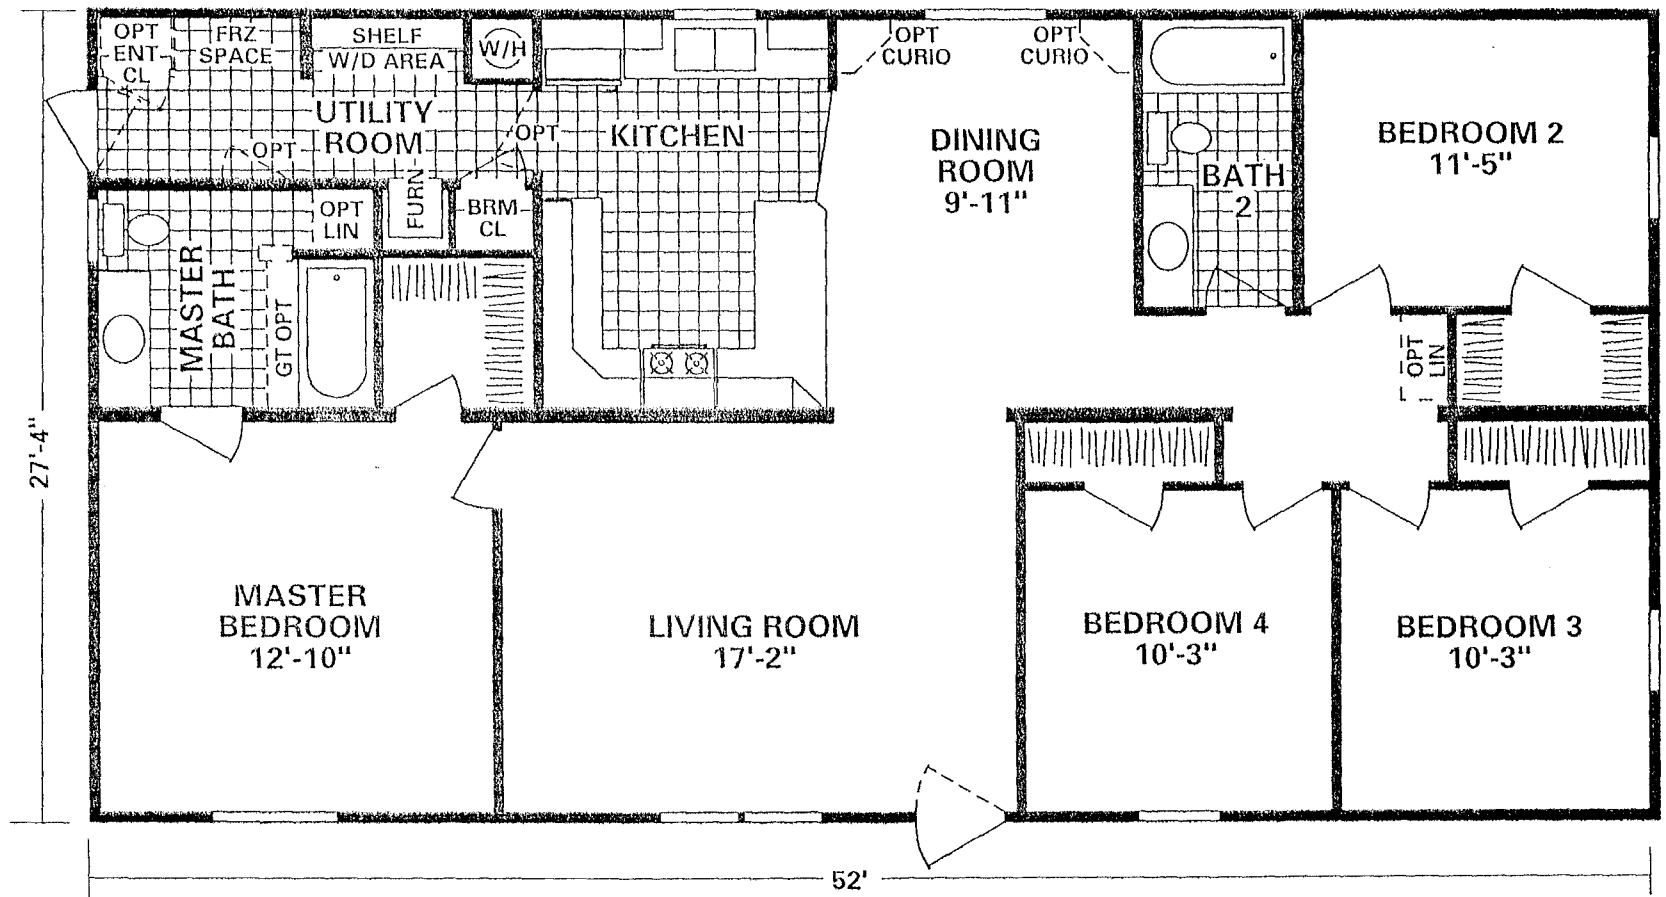 OPT
ENT
CL
FRZ
SPACE
SHELF
W/D AREA
W/H
OPT
CURIO
OPT
CURIO
UTILITY
ROOM
OPT
OPT
KITCHEN
DINING
ROOM
9'-11"
BATH
2
BEDROOM 2
11'-5"
OPT
LIN
FURN
BRM
CL
MASTER
BATH
GT OPT
OPT
LIN
27'-4"
MASTER
BEDROOM
12'-10"
LIVING ROOM
17'-2"
BEDROOM 4
10'-3"
BEDROOM 3
10'-3"
52'